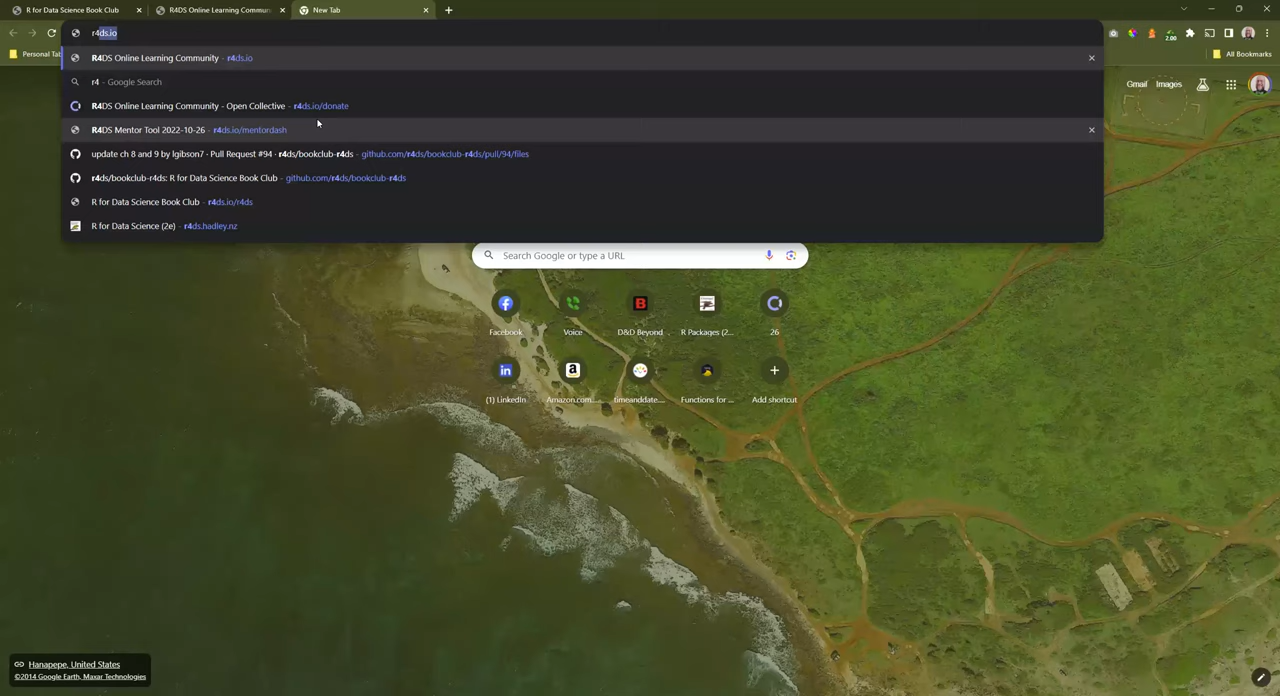 R for Data Science Book Club
R4DS Online Learning Commun
New Tab
r4ds.io
2.00
Personal Tab
All Bookmarks
R4DS Online Learning Community - r4ds.io
r4 - Google Search
R4DS Online Learning Community - Open Collective - r4ds.io/donate
R4DS Mentor Tool 2022-10-26 - r4ds.io/mentordash
update ch 8 and 9 by lgibson7 · Pull Request #94 · r4ds/bookclub-r4ds - github.com/r4ds/bookclub-r4ds/pull/94/files
r4ds/bookclub-r4ds: R for Data Science Book Club - github.com/r4ds/bookclub-r4ds
R for Data Science Book Club - r4ds.io/r4ds
R for Data Science (2e) - r4ds.hadley.nz
Gmail Images
Search Google or type a URL
Facebook
Voice
D&D Beyond
R Packages (2...
26
(1) LinkedIn
Amazon.com...
timeanddate....
Functions for ...
Add shortcut
Hanapepe, United States
©2014 Google Earth, Maxar Technologies